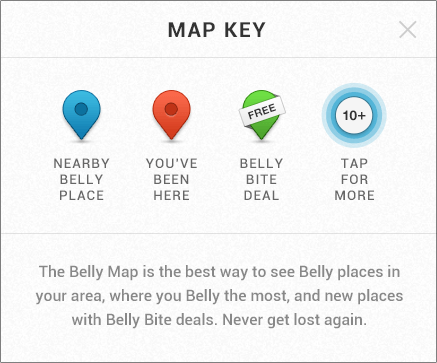 MAP KEY
FREE
10+
NEARBY
BELLY
PLACE
YOU'VE
BEEN
HERE
BELLY
BITE
DEAL
TAP
FOR
MORE
The Belly Map is the best way to see Belly places in
your area, where you Belly the most, and new places
with Belly Bite deals. Never get lost again.